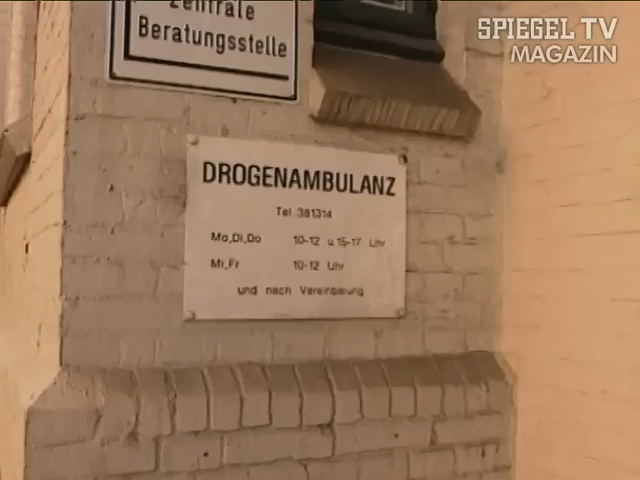 SPIEGEL TV
MAGAZIN
Zentrale
Beratungsstelle
DROGENAMBULANZ
Tel. 381314
Mo,Di,Do 10-12 u.15-17 Uhr
Mi,Fr 10-12 Uhr
und nach Vereinbarung